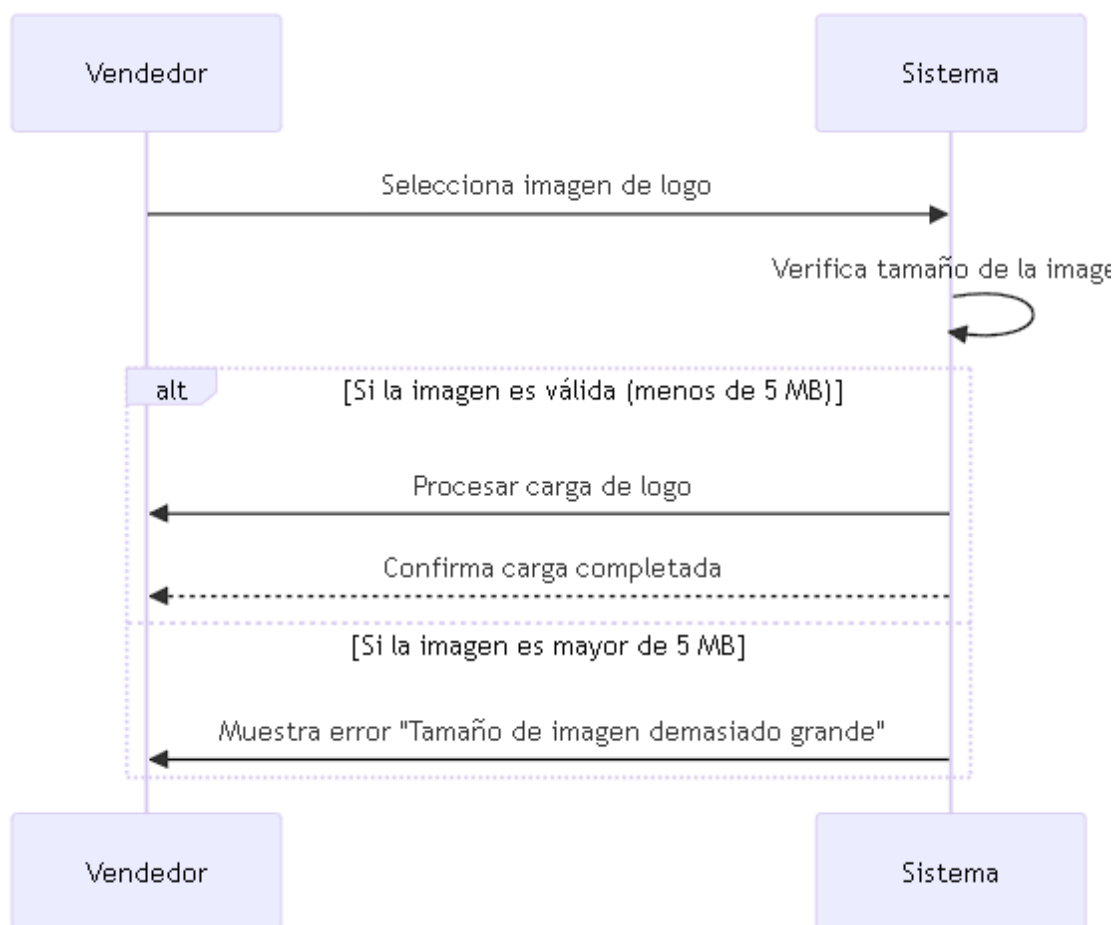 Vendedor
Sistema
Selecciona imagen de logo
Verifica tamaño de la image
alt
[Si la imagen es válida (menos de 5 MB)]
Procesar carga de logo
Confirma carga completada
[Si la imagen es mayor de 5 MB]
Muestra error "Tamaño de imagen demasiado grande"
Vendedor
Sistema